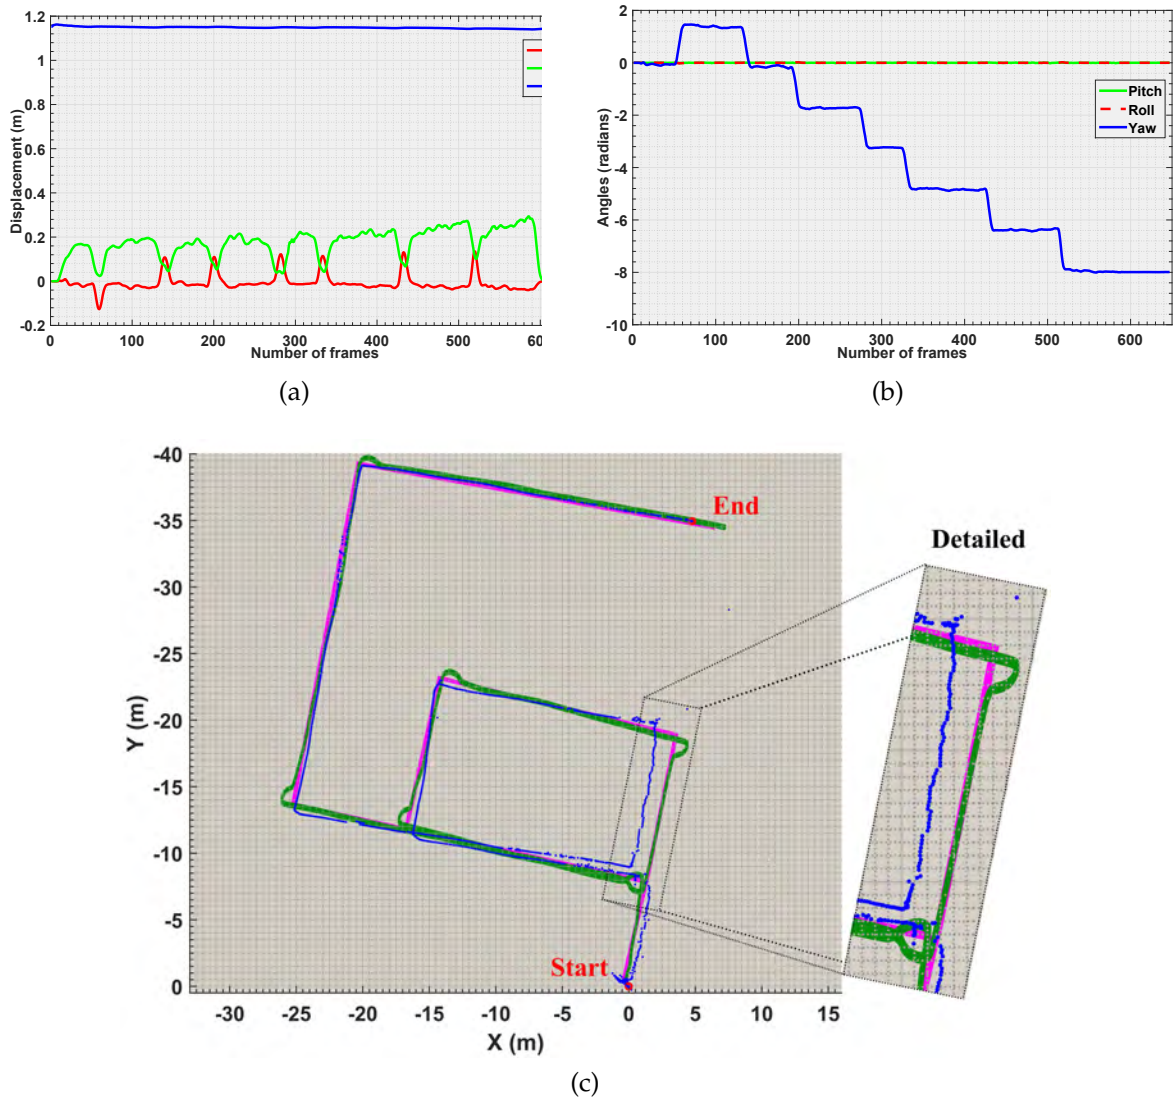 1.2
1
0.8
0.6
0.4
0.2
0
-0.2
Displacement (m)
0 100 200 300 400 500 60
Number of frames
(a)
2
0
-2
-4
-6
-8
-10
Angles (radians)
Pitch
Roll
Yaw
0 100 200 300 400 500 600
Number of frames
(b)
-40
-35
-30
-25
-20
-15
-10
-5
0
Y (m)
End
Detailed
Start
-30 -25 -20 -15 -10 -5 0 5 10 15
X (m)
(c)